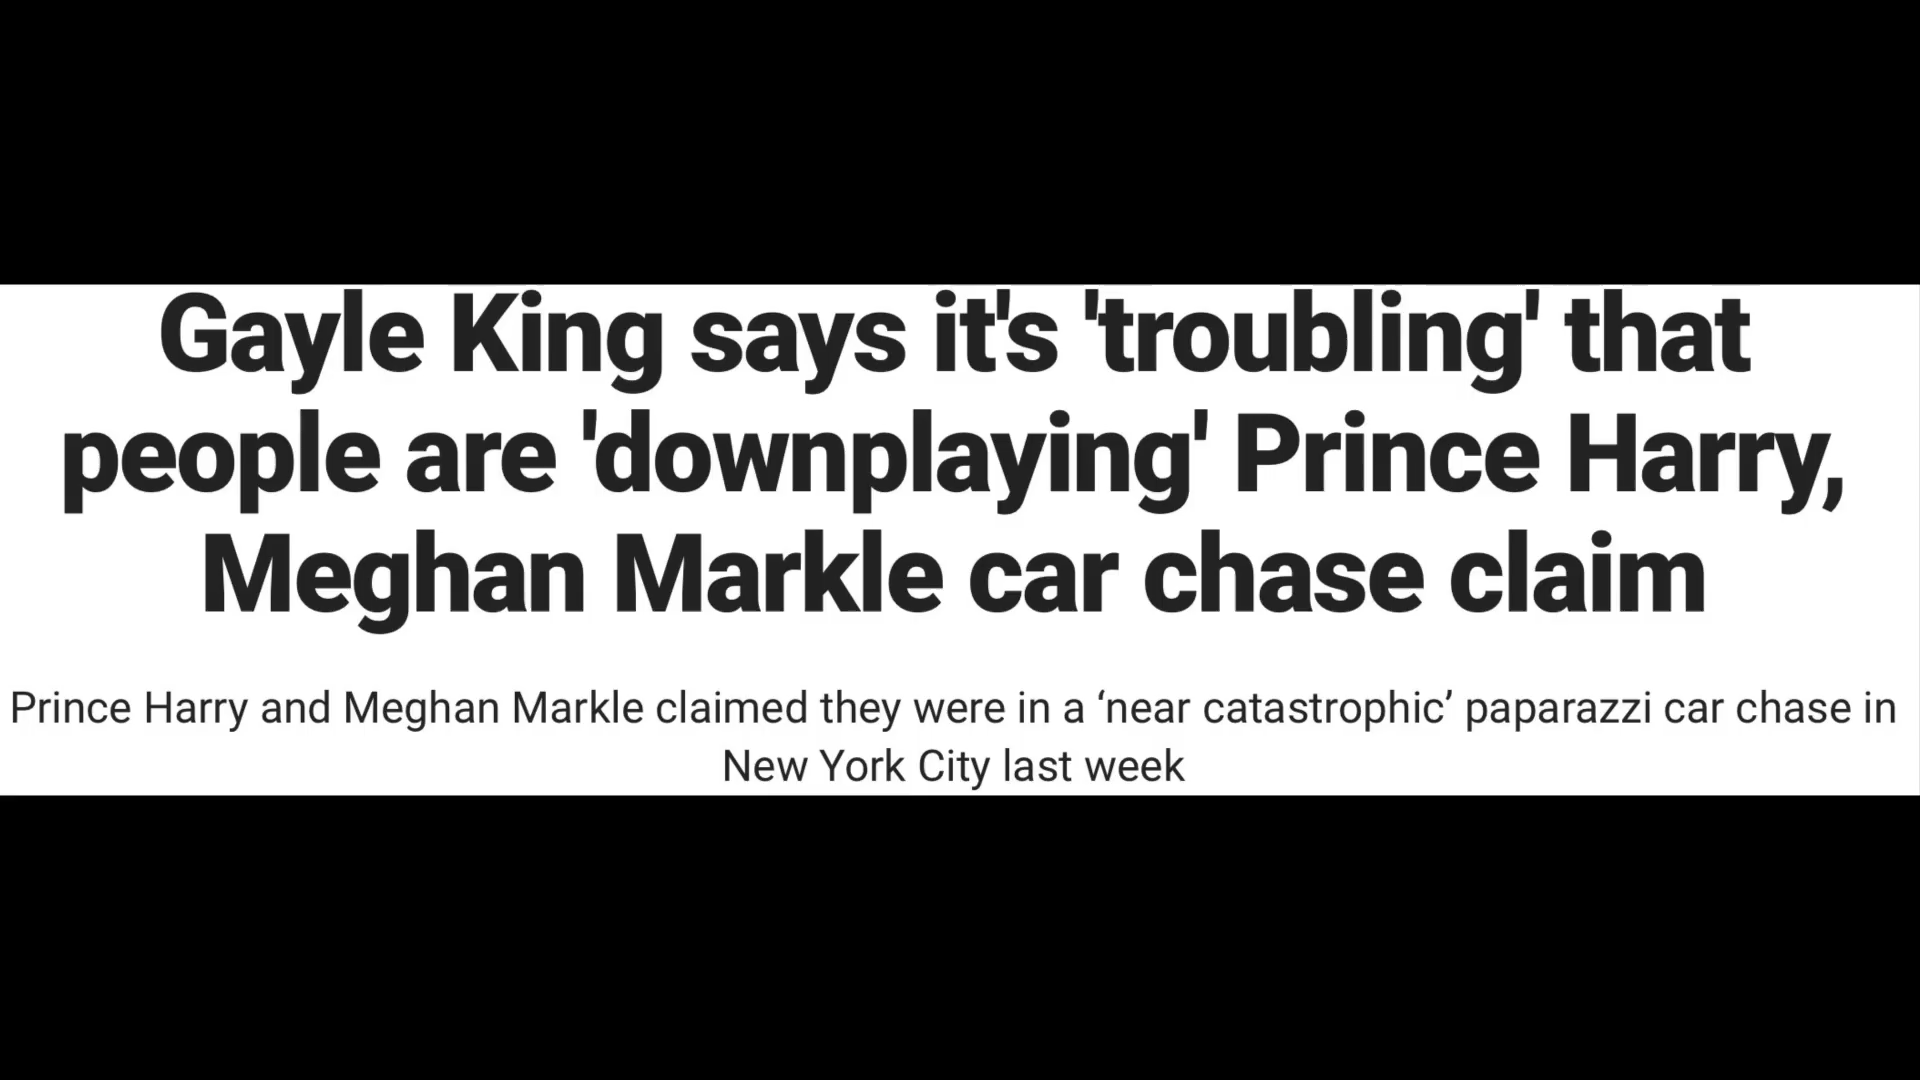 Gayle King says it's 'troubling' that
people are 'downplaying' Prince Harry,
Meghan Markle car chase claim
Prince Harry and Meghan Markle claimed they were in a ‘near catastrophic’ paparazzi car chase in
New York City last week